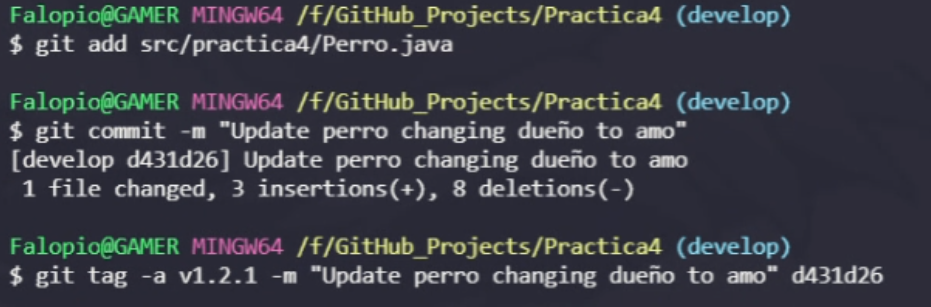 Falopio@GAMER MINGW64 /f/GitHub_Projects/Practica4 (develop)
$ git add src/practica4/Perro.java
Falopio@GAMER MINGW64 /f/GitHub_Projects/Practica4 (develop)
$ git commit -m "Update perro changing dueño to amo"
[develop d431d26] Update perro changing dueño to amo
 1 file changed, 3 insertions(+), 8 deletions(-)
Falopio@GAMER MINGW64 /f/GitHub_Projects/Practica4 (develop)
$ git tag -a v1.2.1 -m "Update perro changing dueño to amo" d431d26